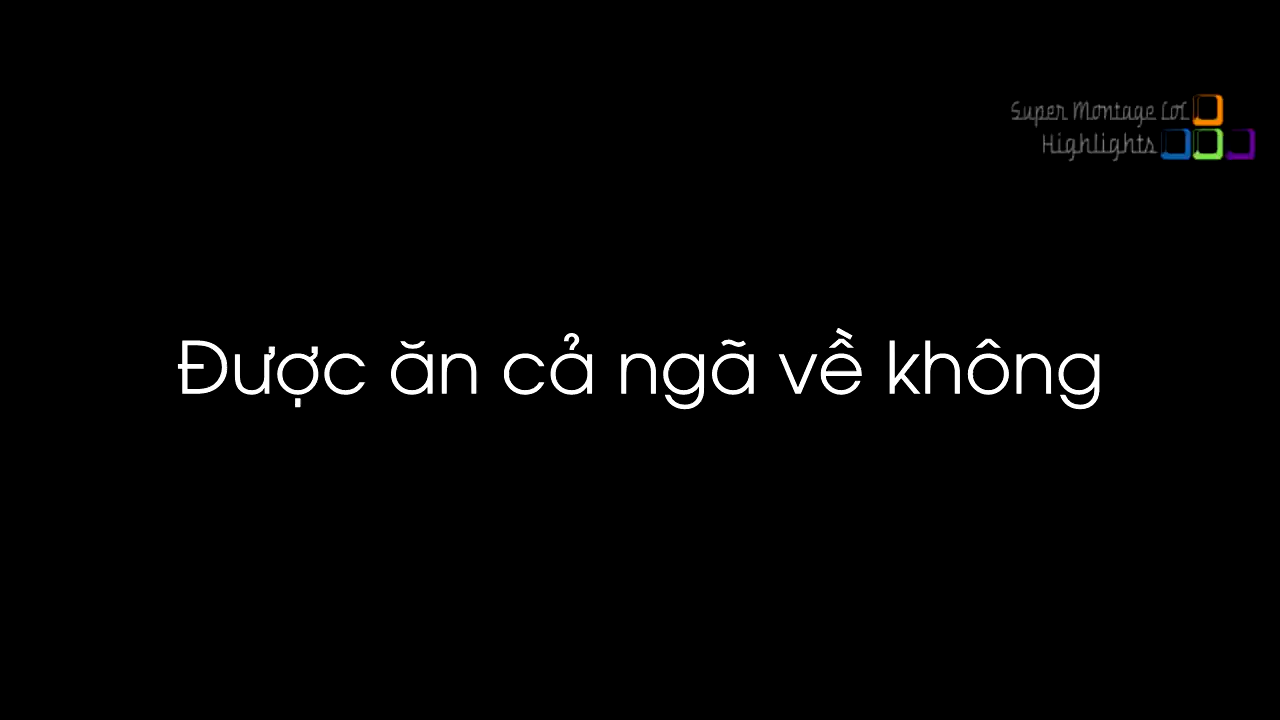 Super Montage LoL
Highlights
Được ăn cả ngã về không